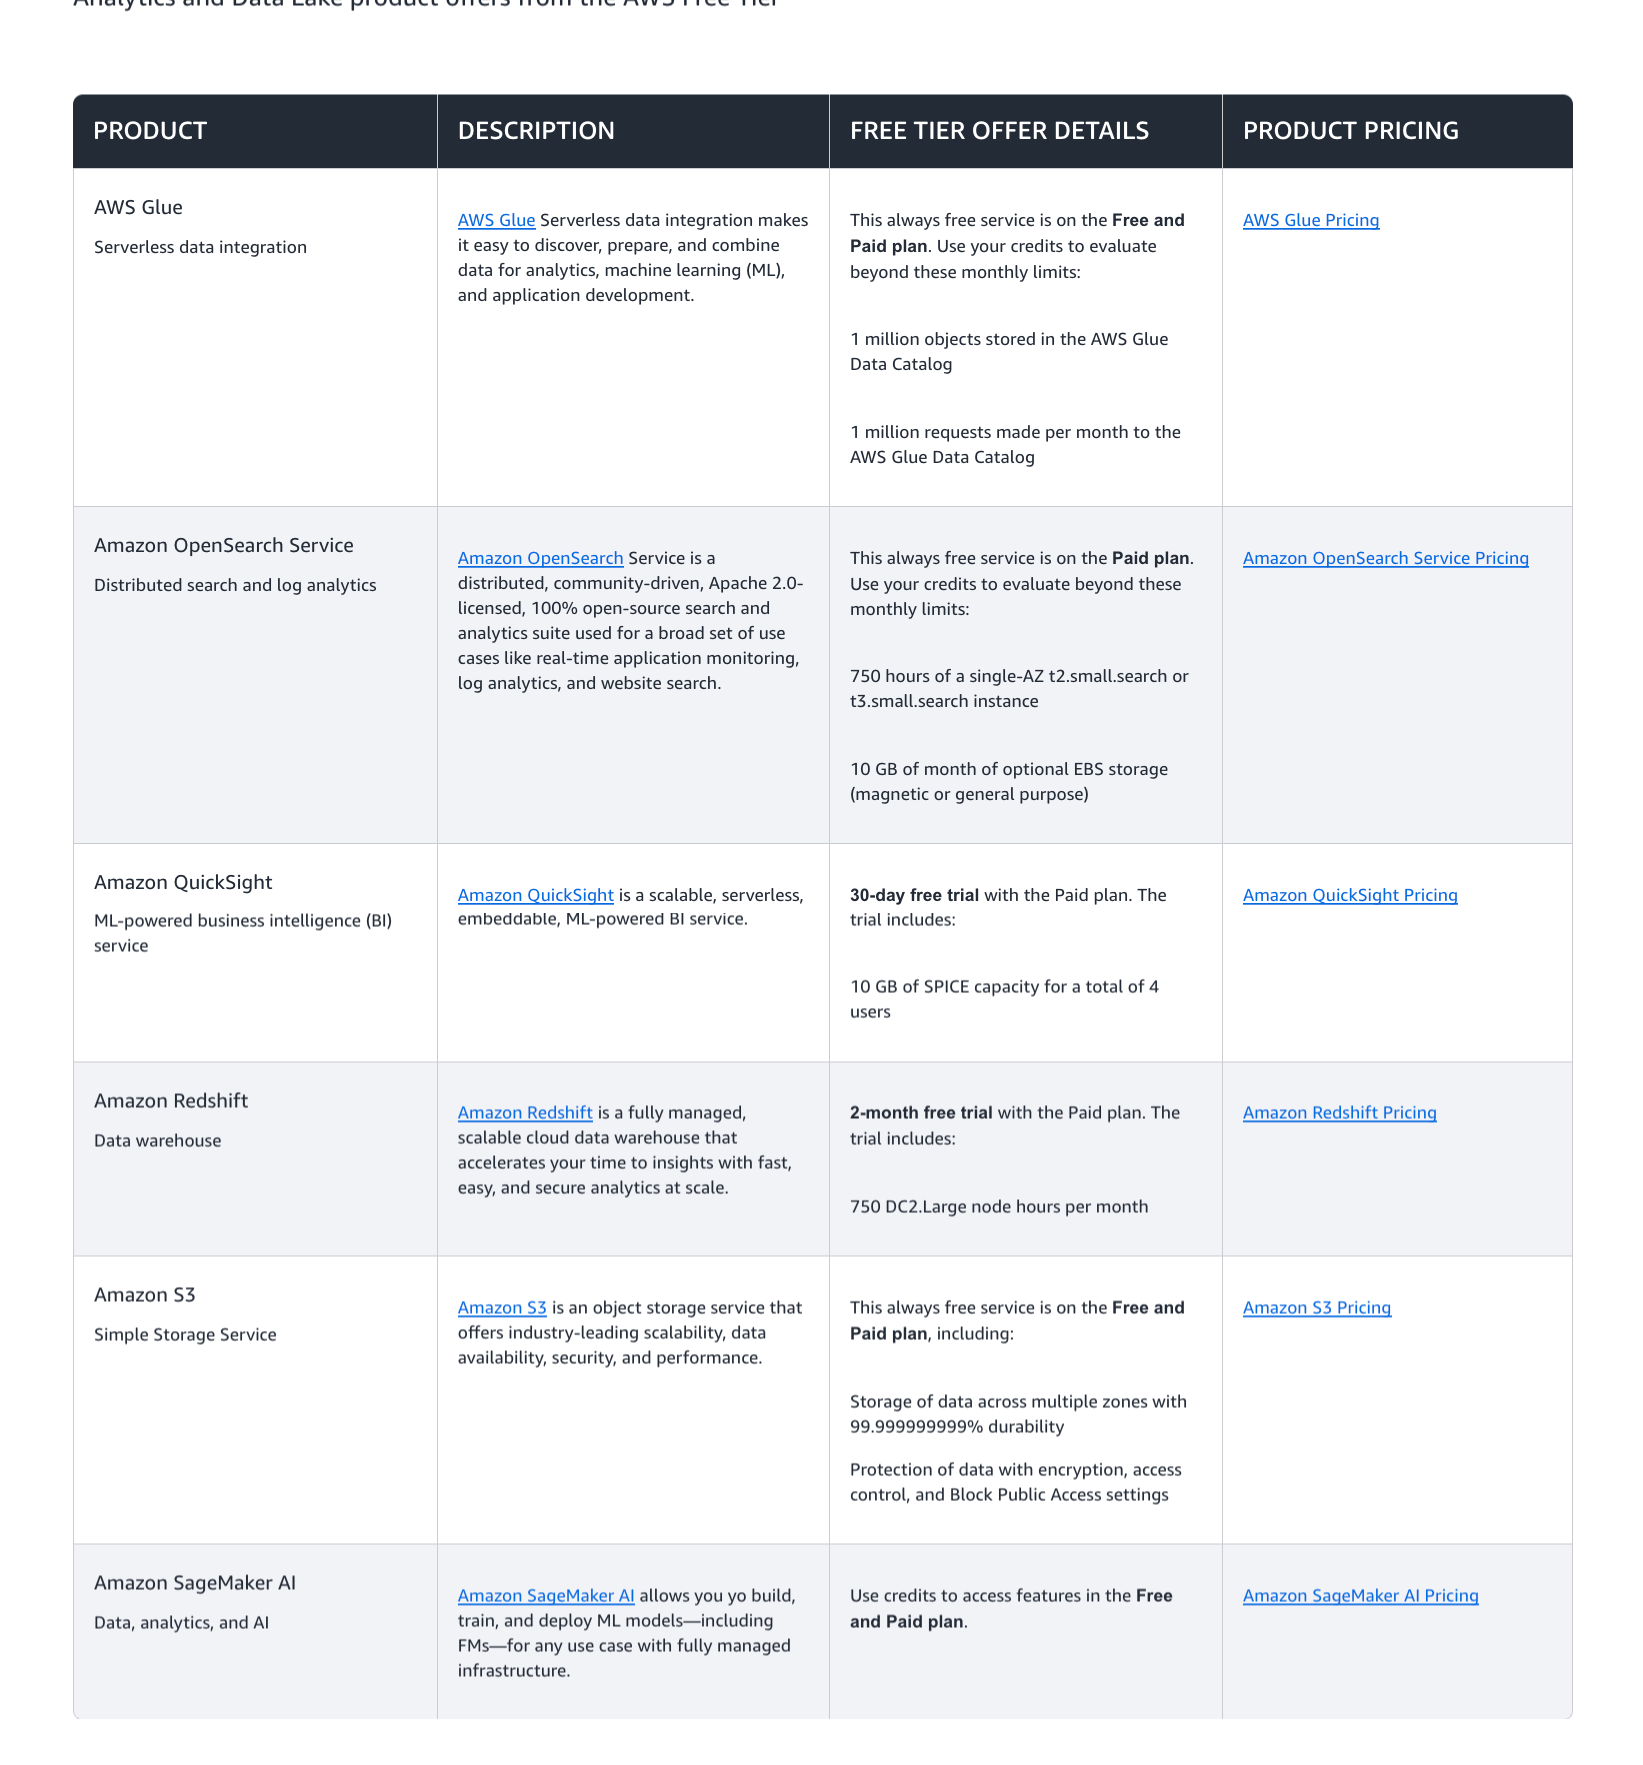 Analytics and Data Lake product offers from the AWS Free Tier
PRODUCT
DESCRIPTION
FREE TIER OFFER DETAILS
PRODUCT PRICING
AWS Glue
Serverless data integration
AWS Glue Serverless data integration makes
it easy to discover, prepare, and combine
data for analytics, machine learning (ML),
and application development.
This always free service is on the Free and
Paid plan. Use your credits to evaluate
beyond these monthly limits:
1 million objects stored in the AWS Glue
Data Catalog
1 million requests made per month to the
AWS Glue Data Catalog
AWS Glue Pricing
Amazon OpenSearch Service
Distributed search and log analytics
Amazon OpenSearch Service is a
distributed, community-driven, Apache 2.0-
licensed, 100% open-source search and
analytics suite used for a broad set of use
cases like real-time application monitoring,
log analytics, and website search.
This always free service is on the Paid plan.
Use your credits to evaluate beyond these
monthly limits:
750 hours of a single-AZ t2.small.search or
t3.small.search instance
10 GB of month of optional EBS storage
(magnetic or general purpose)
Amazon OpenSearch Service Pricing
Amazon QuickSight
ML-powered business intelligence (BI)
service
Amazon QuickSight is a scalable, serverless,
embeddable, ML-powered BI service.
30-day free trial with the Paid plan. The
trial includes:
10 GB of SPICE capacity for a total of 4
users
Amazon QuickSight Pricing
Amazon Redshift
Data warehouse
Amazon Redshift is a fully managed,
scalable cloud data warehouse that
accelerates your time to insights with fast,
easy, and secure analytics at scale.
2-month free trial with the Paid plan. The
trial includes:
750 DC2.Large node hours per month
Amazon Redshift Pricing
Amazon S3
Simple Storage Service
Amazon S3 is an object storage service that
offers industry-leading scalability, data
availability, security, and performance.
This always free service is on the Free and
Paid plan, including:
Storage of data across multiple zones with
99.999999999% durability
Protection of data with encryption, access
control, and Block Public Access settings
Amazon S3 Pricing
Amazon SageMaker AI
Data, analytics, and AI
Amazon SageMaker AI allows you yo build,
train, and deploy ML models—including
FMs—for any use case with fully managed
infrastructure.
Use credits to access features in the Free
and Paid plan.
Amazon SageMaker AI Pricing